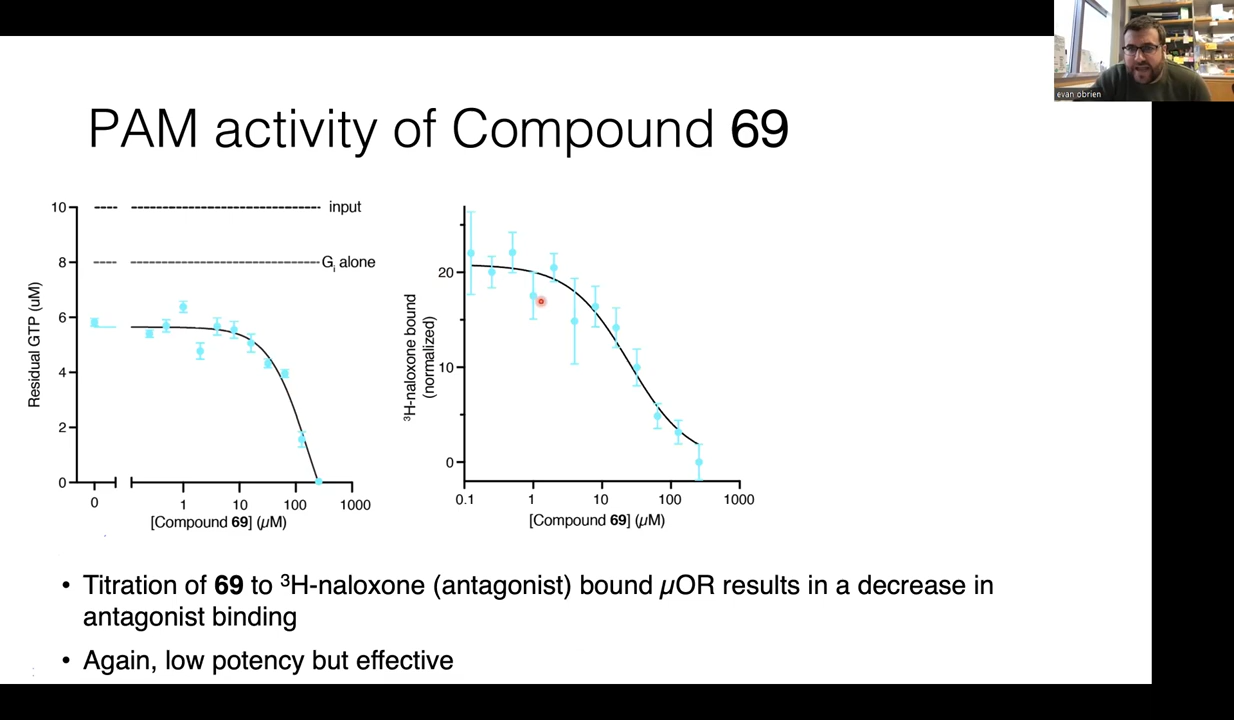 evan obrien
PAM activity of Compound 69
10
input
8
Gi alone
6
4
2
0
Residual GTP (uM)
0
1
10
100
1000
[Compound 69] (µM)
20
10
0
³H-naloxone bound
(normalized)
0.1
1
10
100
1000
[Compound 69] (µM)
• Titration of 69 to ³H-naloxone (antagonist) bound µOR results in a decrease in
antagonist binding
• Again, low potency but effective